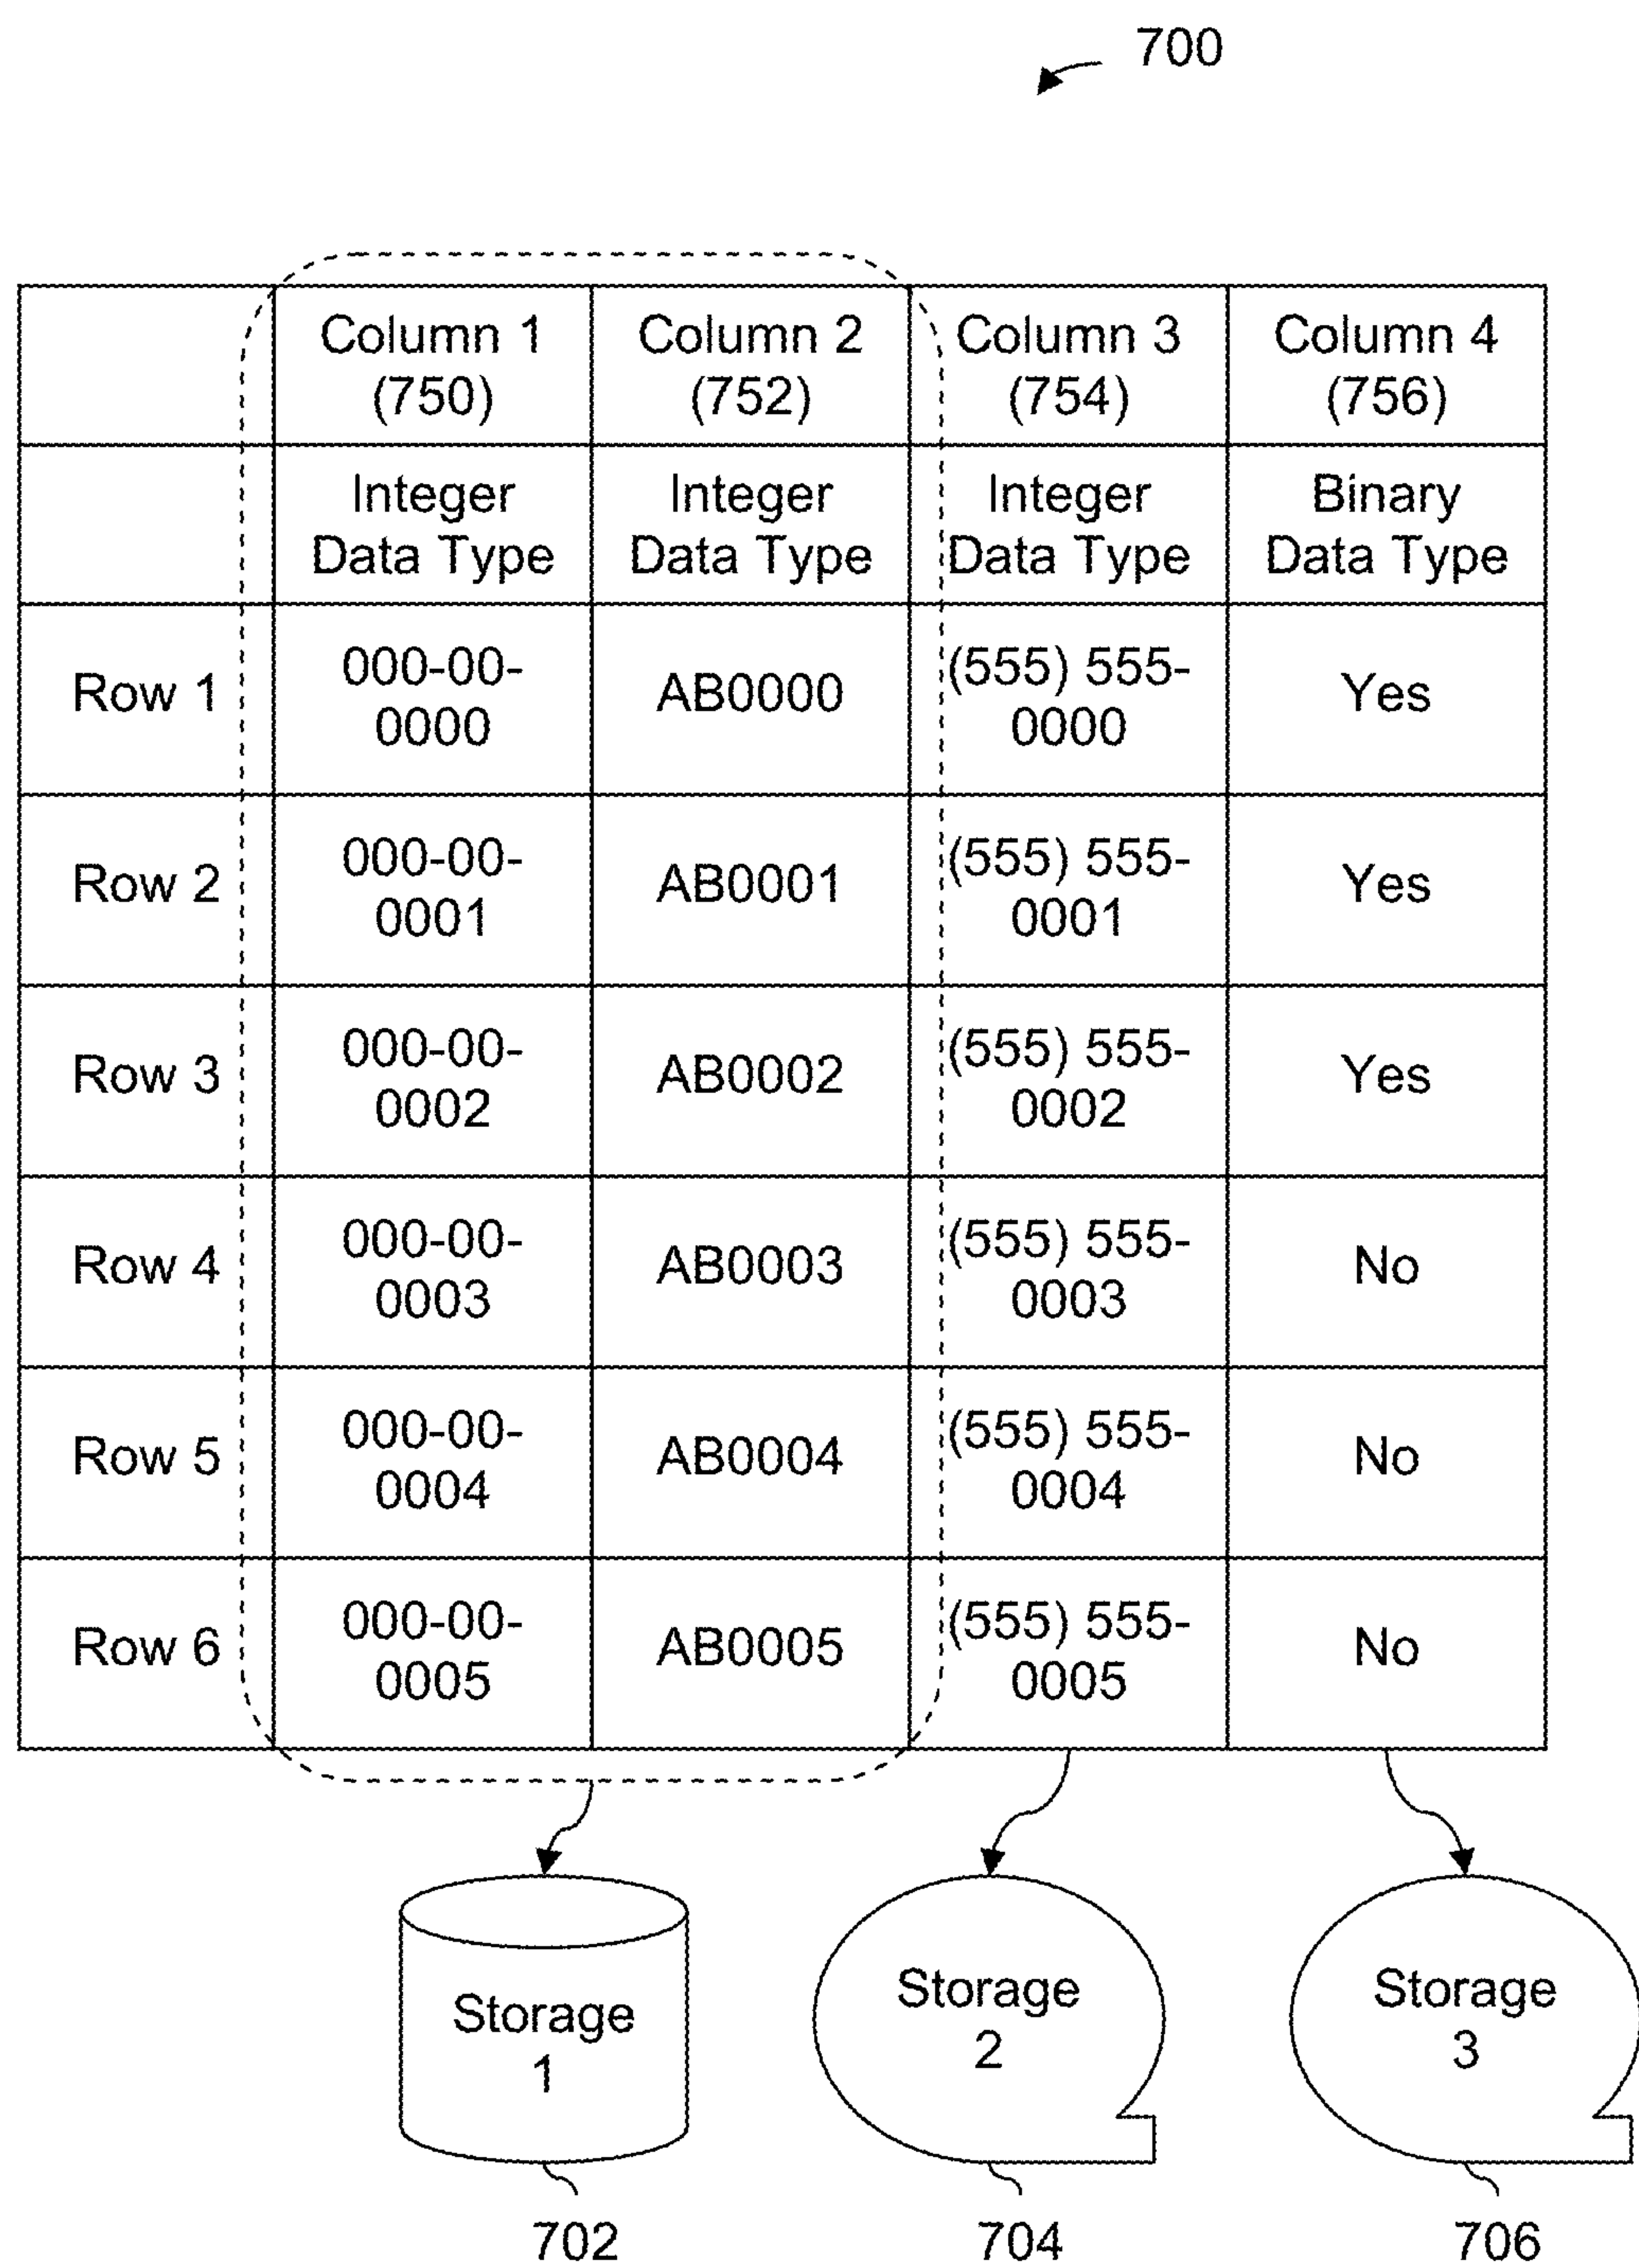 700
Column 1 Column 2 Column 3 Column 4
(750) (752) (754) (756)
Integer Integer Integer Binary
Data Type Data Type Data Type Data Type
Row 1 000-00- AB0000 (555) 555- Yes
0000 0000
Row 2 000-00- AB0001 (555) 555- Yes
0001 0001
Row 3 000-00- AB0002 (555) 555- Yes
0002 0002
Row 4 000-00- AB0003 (555) 555- No
0003 0003
Row 5 000-00- AB0004 (555) 555- No
0004 0004
Row 6 000-00- AB0005 (555) 555- No
0005 0005
Storage Storage Storage
1 2 3
702 704 706